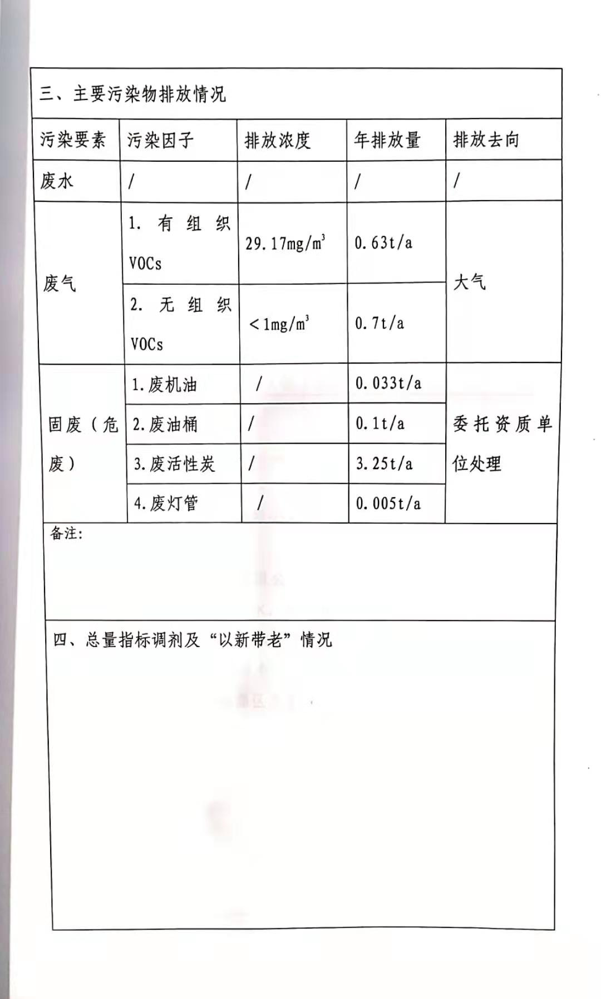 三、主要污染物排放情况
污染要素 污染因子 排放浓度 年排放量 排放去向
废水 / / / /
废气
1. 有组织
VOCs
29.17mg/m³ 0.63t/a
2. 无组织
VOCs
<1mg/m³ 0.7t/a
大气
固废（危
废）
1.废机油 / 0.033t/a
2.废油桶 / 0.1t/a
3.废活性炭 / 3.25t/a
4.废灯管 / 0.005t/a
委托资质单
位处理
备注:
四、总量指标调剂及“以新带老”情况